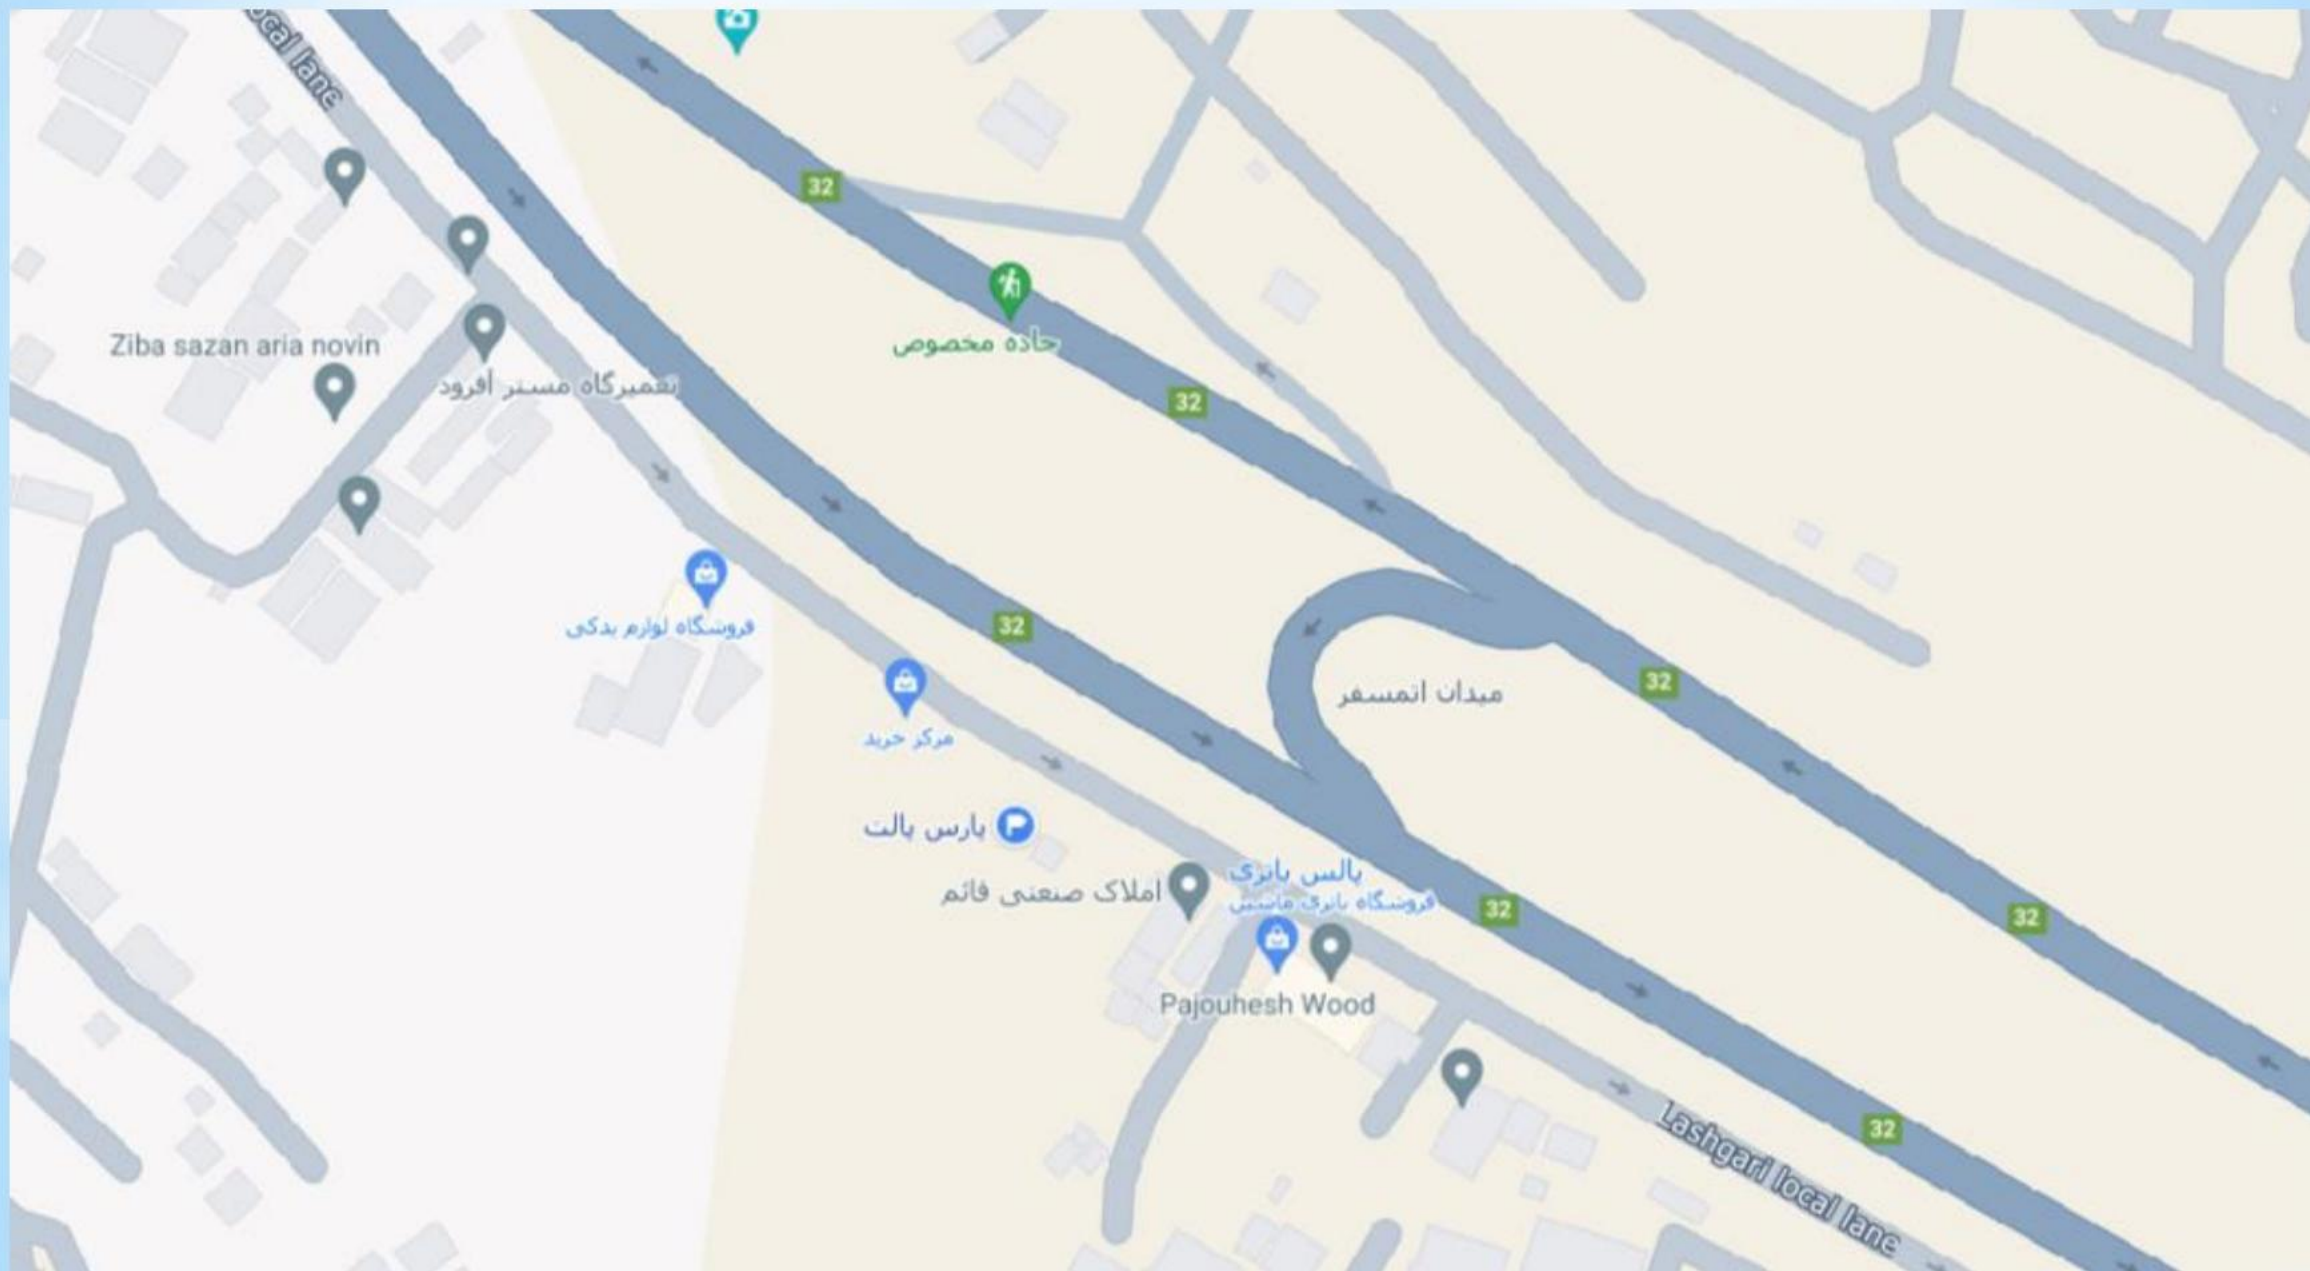 ocal lane
32
جاده مخصوص
Ziba sazan aria novin
تعمیرگاه مستر آفرود
32
فروشگاه لوازم یدکی
32
میدان اتمسفر
32
مرکز خرید
پارس پالت
پالس باتری
املاک صنعتی قائم
فروشگاه باتری ماشین
32
32
Pajouhesh Wood
Lashgari local lane
32